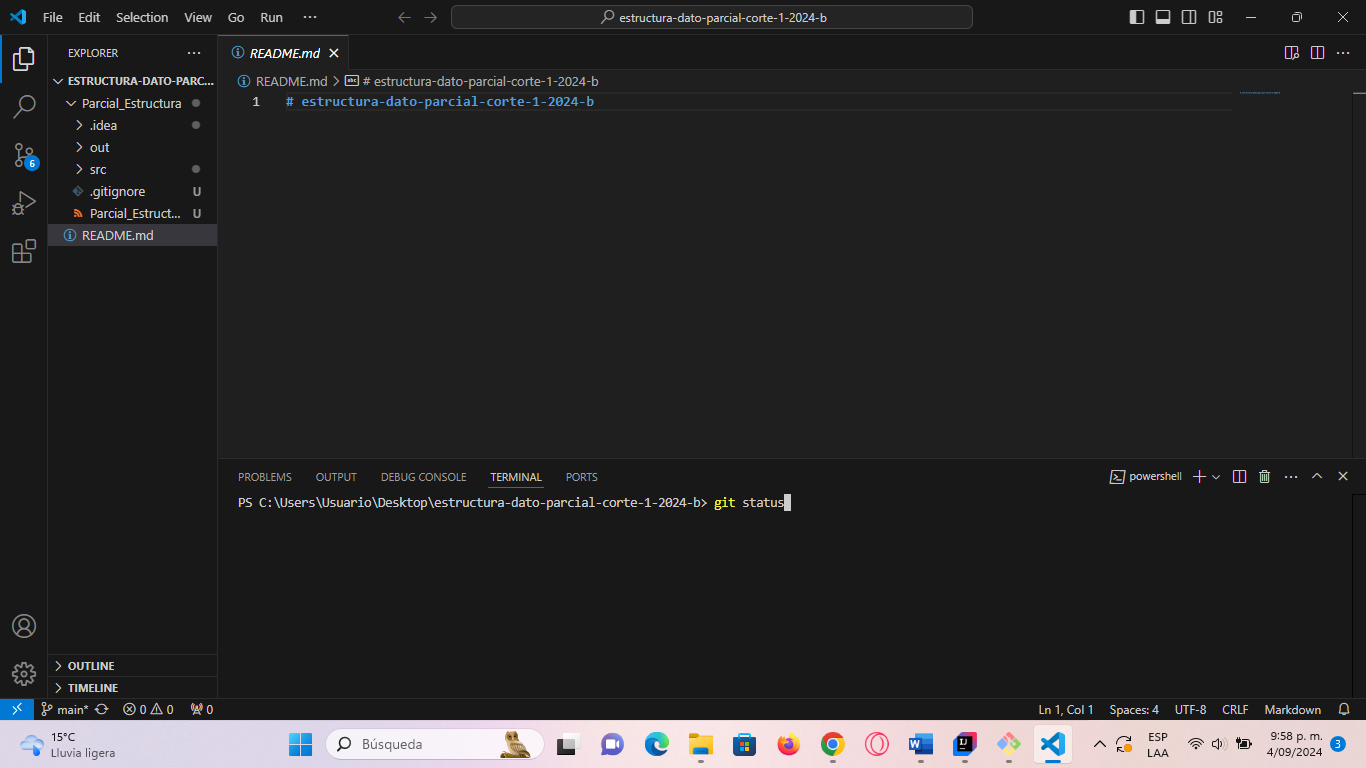 File Edit Selection View Go Run ···
estructura-dato-parcial-corte-1-2024-b
EXPLORER ···
ESTRUCTURA-DATO-PARC...
Parcial_Estructura
.idea
out
src
.gitignore U
Parcial_Estruct... U
README.md
6
README.md
README.md > # estructura-dato-parcial-corte-1-2024-b
1 # estructura-dato-parcial-corte-1-2024-b
PROBLEMS OUTPUT DEBUG CONSOLE TERMINAL PORTS
powershell
PS C:\Users\Usuario\Desktop\estructura-dato-parcial-corte-1-2024-b> git status
OUTLINE
TIMELINE
main* 0 0 0
Ln 1, Col 1 Spaces: 4 UTF-8 CRLF Markdown
15°C
Lluvia ligera
Búsqueda
ESP
LAA
9:58 p. m.
4/09/2024
3